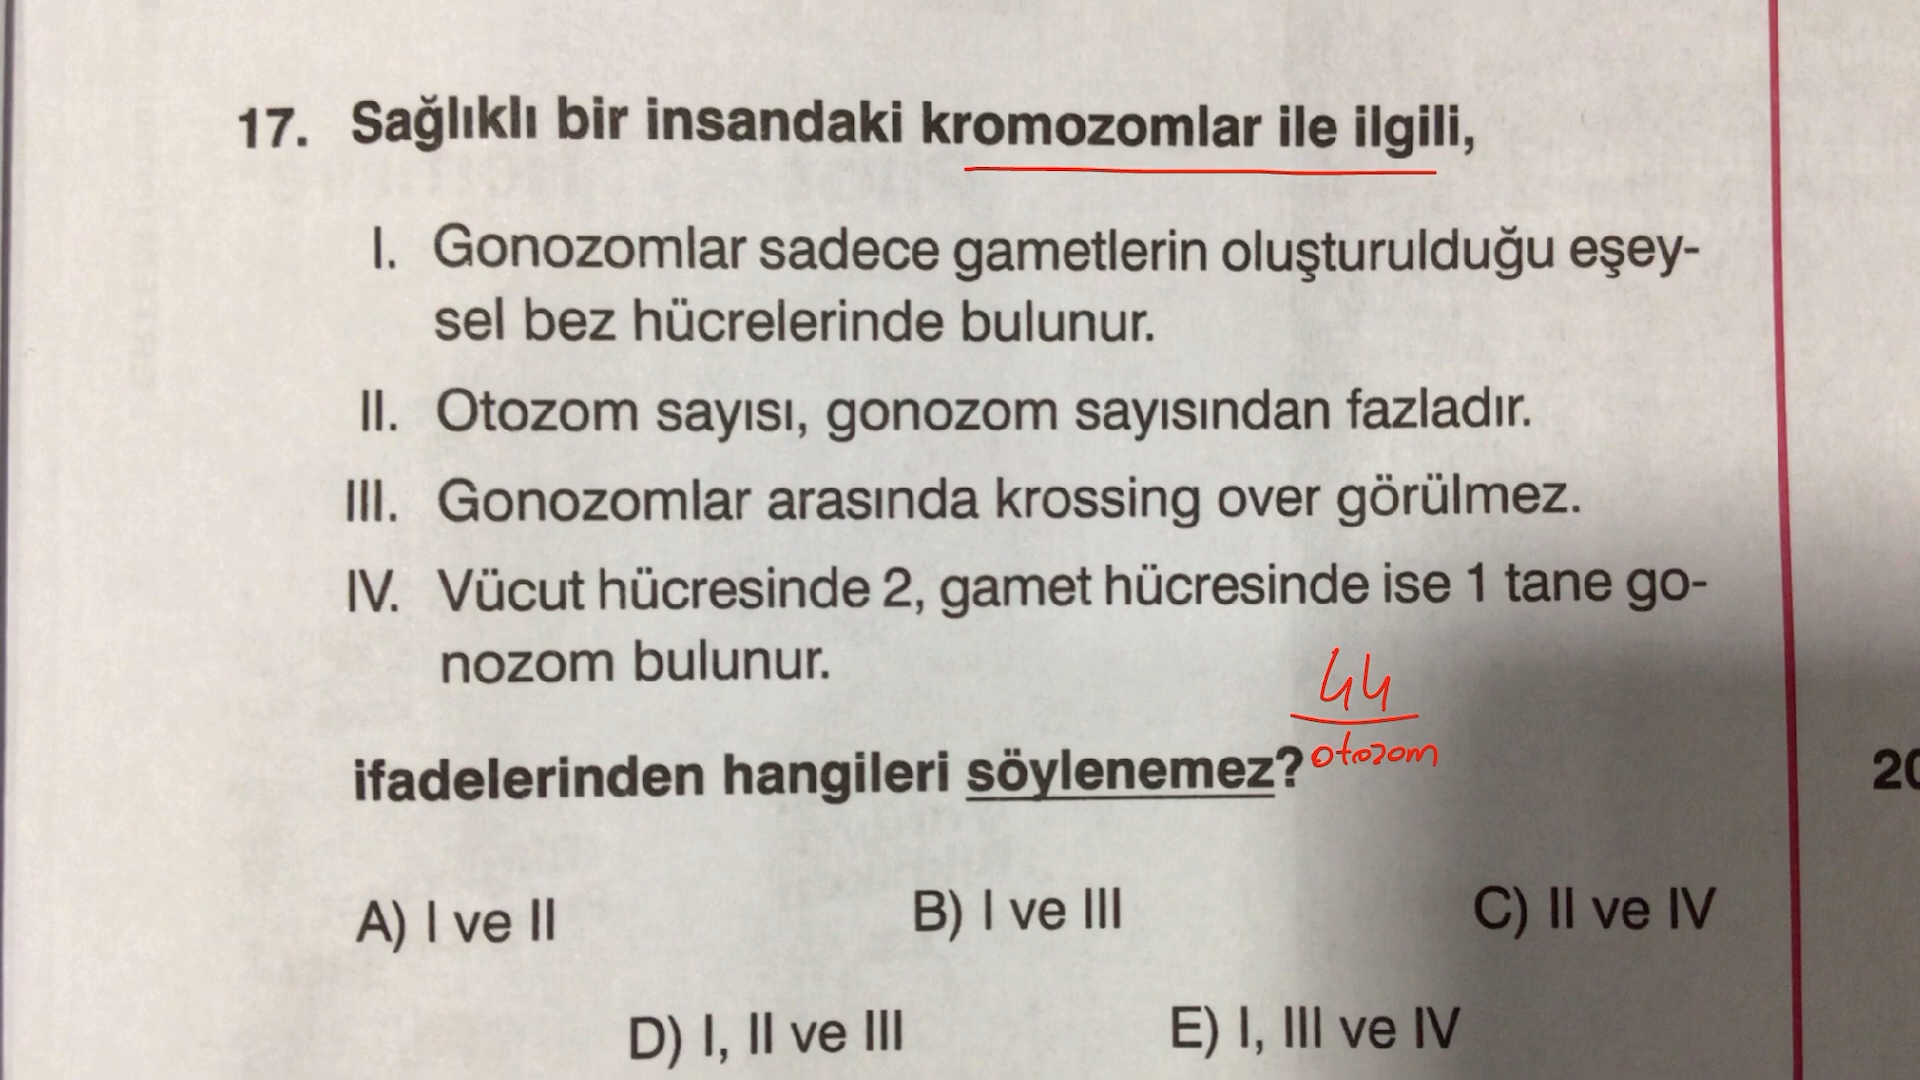 17. Sağlıklı bir insandaki kromozomlar ile ilgili,
I. Gonozomlar sadece gametlerin oluşturulduğu eşey-
sel bez hücrelerinde bulunur.
II. Otozom sayısı, gonozom sayısından fazladır.
III. Gonozomlar arasında krossing over görülmez.
IV. Vücut hücresinde 2, gamet hücresinde ise 1 tane go-
nozom bulunur.
44
otozom
ifadelerinden hangileri söylenemez?
20
A) I ve II B) I ve III C) II ve IV
D) I, II ve III E) I, III ve IV